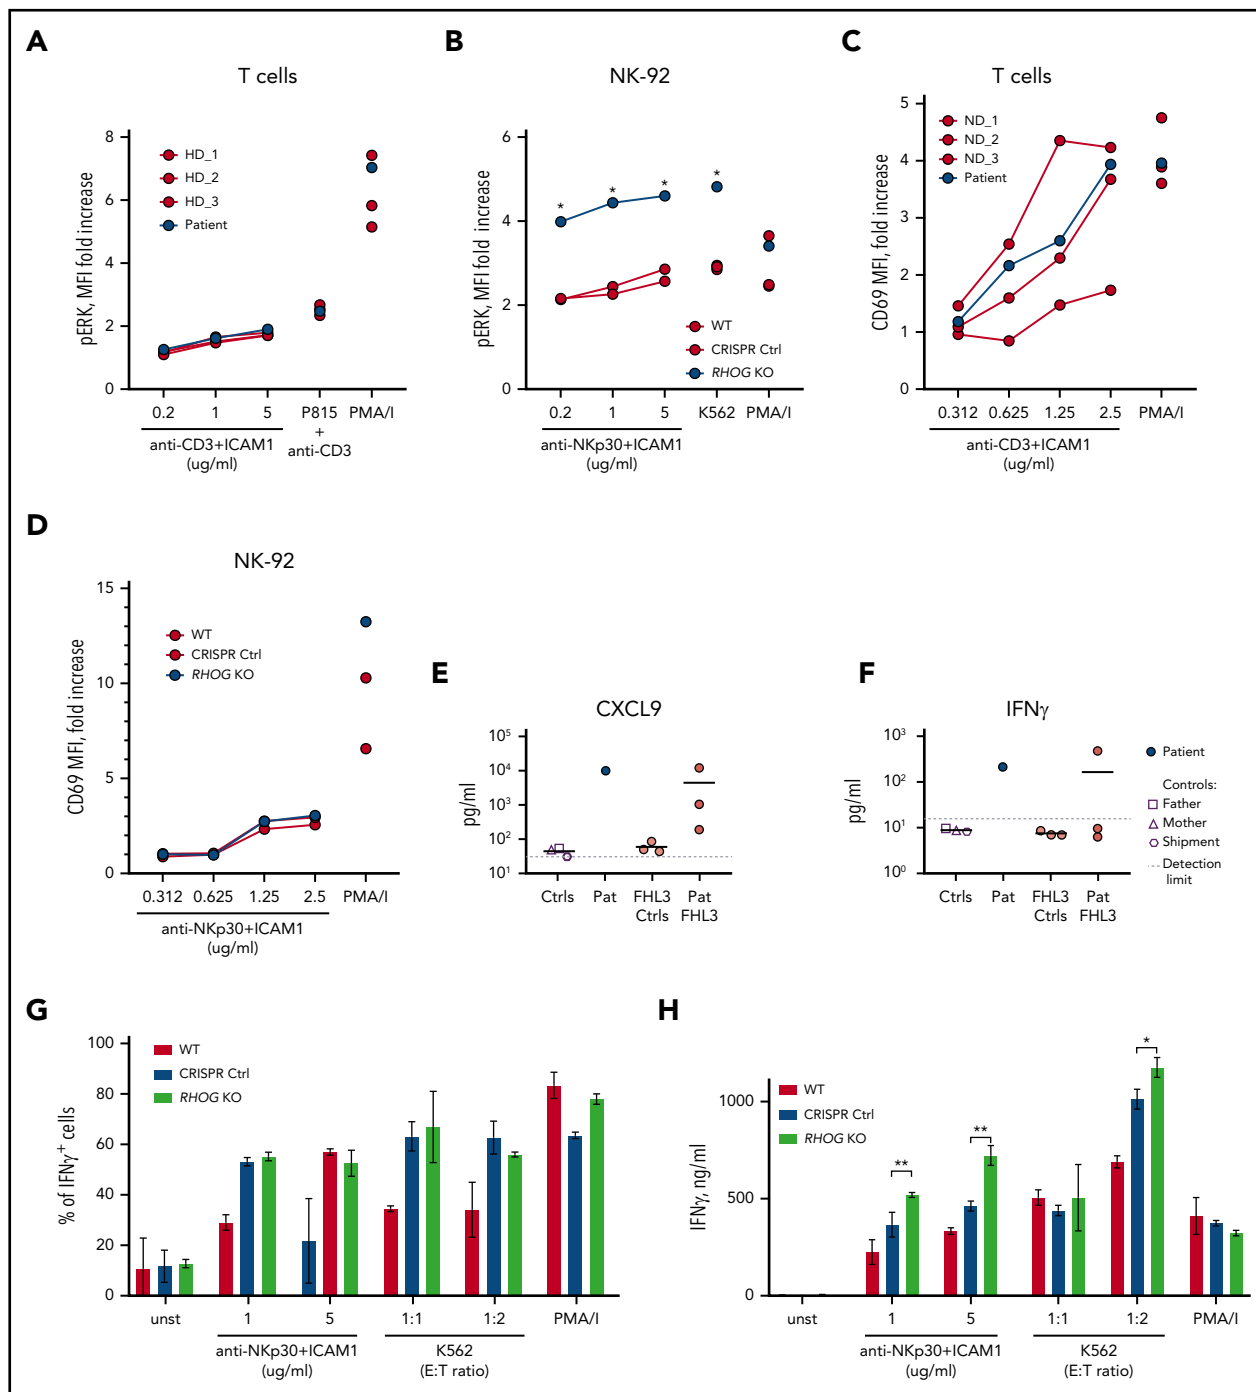 A
T cells
pERK, MFI fold increase
8
6
4
2
0
HD_1
HD_2
HD_3
Patient
0.2
1
5
P815
+
anti-CD3
PMA/I
anti-CD3+ICAM1
(ug/ml)
B
NK-92
pERK, MFI fold increase
6
4
2
0
*
*
*
*
WT
CRISPR Ctrl
RHOG KO
0.2
1
5
K562
PMA/I
anti-NKp30+ICAM1
(ug/ml)
C
T cells
CD69 MFI, fold increase
5
4
3
2
1
0
ND_1
ND_2
ND_3
Patient
0.312
0.625
1.25
2.5
PMA/I
anti-CD3+ICAM1
(ug/ml)
D
NK-92
CD69 MFI, fold increase
15
10
5
0
WT
CRISPR Ctrl
RHOG KO
0.312
0.625
1.25
2.5
PMA/I
anti-NKp30+ICAM1
(ug/ml)
E
CXCL9
pg/ml
10⁵
10⁴
10³
10²
10¹
Ctrls
Pat
FHL3
Ctrls
Pat
FHL3
F
IFNγ
pg/ml
10³
10²
10¹
10⁰
Ctrls
Pat
FHL3
Ctrls
Pat
FHL3
Patient
Controls:
Father
Mother
Shipment
Detection
limit
G
% of IFNγ⁺ cells
100
80
60
40
20
0
WT
CRISPR Ctrl
RHOG KO
unst
1
5
1:1
1:2
PMA/I
anti-NKp30+ICAM1
(ug/ml)
K562
(E:T ratio)
H
IFNγ, ng/ml
1000
500
0
WT
CRISPR Ctrl
RHOG KO
**
**
*
unst
1
5
1:1
1:2
PMA/I
anti-NKp30+ICAM1
(ug/ml)
K562
(E:T ratio)